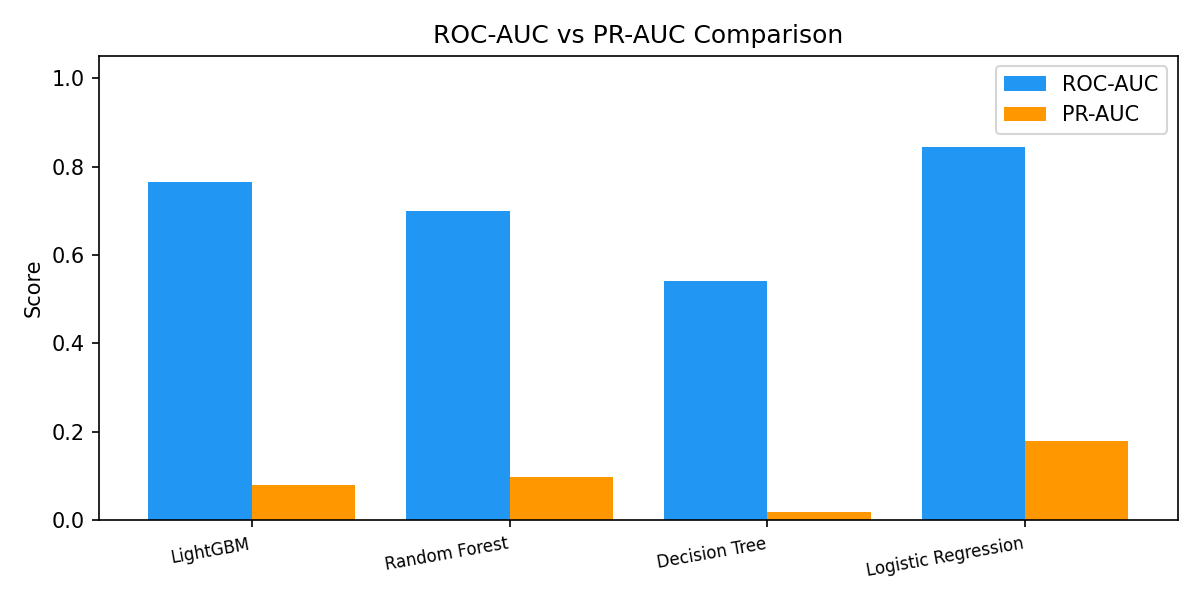 ROC-AUC vs PR-AUC Comparison
ROC-AUC
PR-AUC
Score
1.0
0.8
0.6
0.4
0.2
0.0
LightGBM
Random Forest
Decision Tree
Logistic Regression